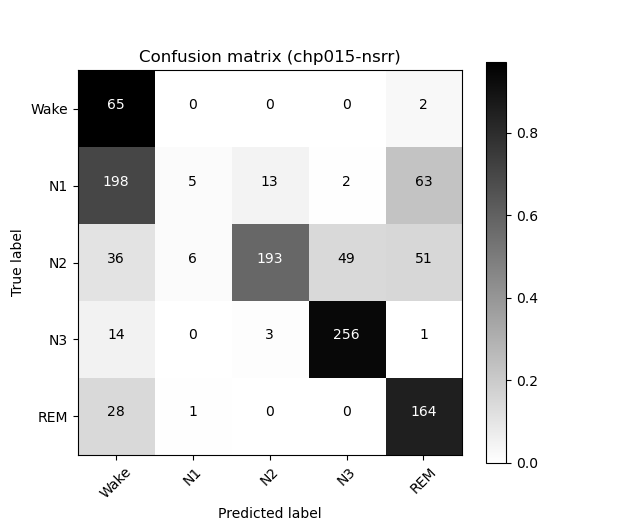 Confusion matrix (chp015-nsrr)
Wake 65 0 0 0 2
N1 198 5 13 2 63
N2 36 6 193 49 51
N3 14 0 3 256 1
REM 28 1 0 0 164
Wake N1 N2 N3 REM
True label
Predicted label
0.8
0.6
0.4
0.2
0.0